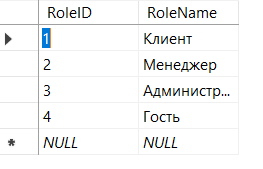 RoleID RoleName
1 Клиент
2 Менеджер
3 Администр...
4 Гость
NULL NULL